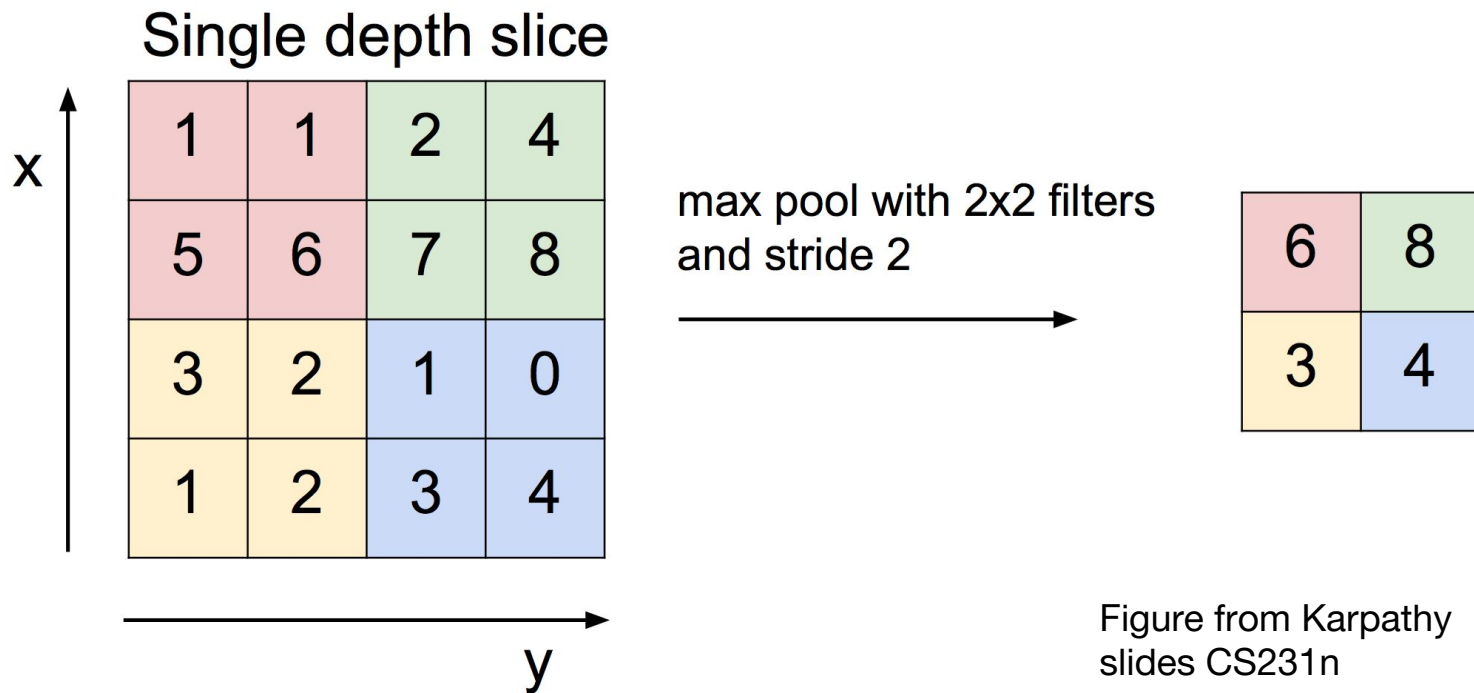 Single depth slice
x
1 1 2 4
5 6 7 8
3 2 1 0
1 2 3 4
y
max pool with 2x2 filters
and stride 2
6 8
3 4
Figure from Karpathy
slides CS231n